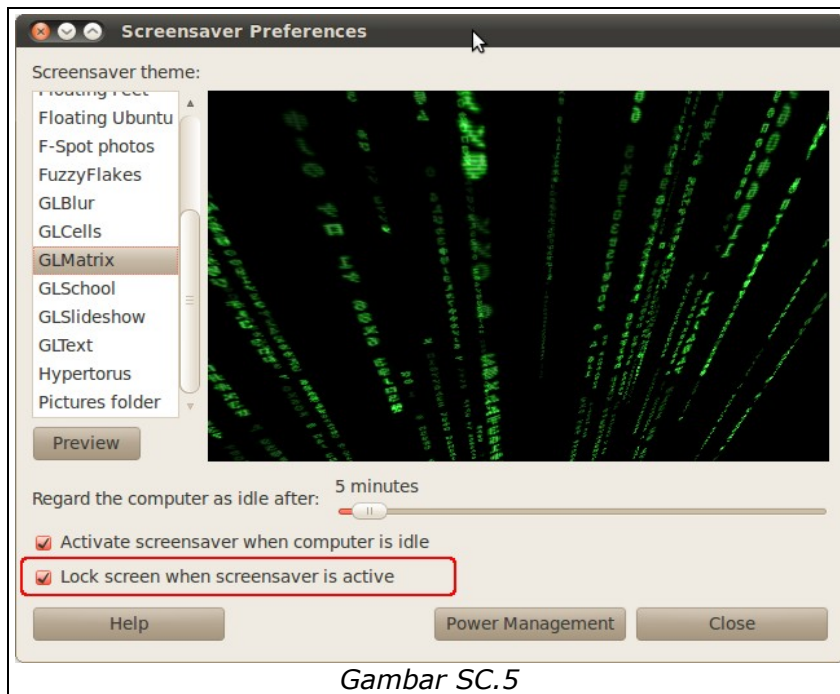 Screensaver Preferences
Screensaver theme:
Floating Feet
Floating Ubuntu
F-Spot photos
FuzzyFlakes
GLBlur
GLCells
GLMatrix
GLSchool
GLSlideshow
GLText
Hypertorus
Pictures folder
Preview
Regard the computer as idle after:
5 minutes
Activate screensaver when computer is idle
Lock screen when screensaver is active
Help
Power Management
Close
Gambar SC.5